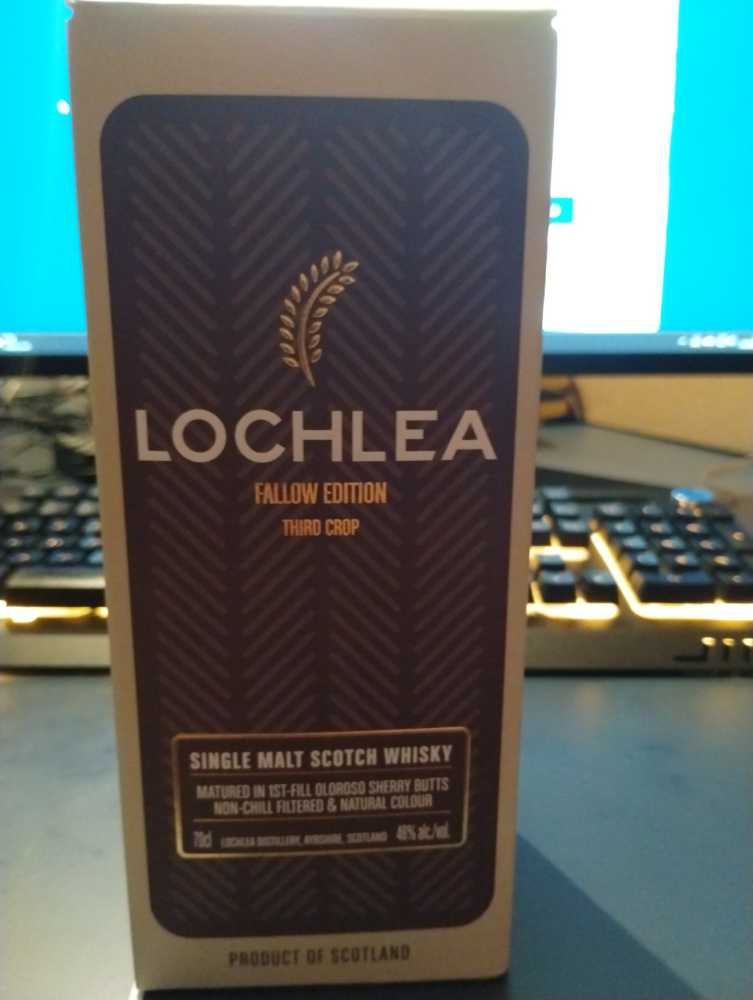 LOCHLEA
FALLOW EDITION
THIRD CROP
SINGLE MALT SCOTCH WHISKY
MATURED IN 1ST-FILL OLOROSO SHERRY BUTTS
NON-CHILL FILTERED & NATURAL COLOUR
70cl LOCHLEA DISTILLERY, AYRSHIRE, SCOTLAND 46% alc./vol.
PRODUCT OF SCOTLAND